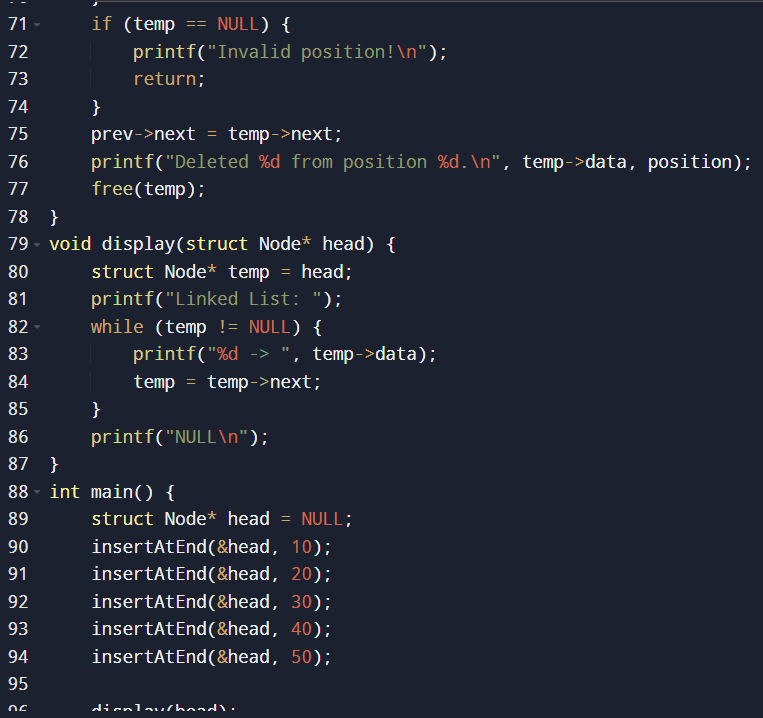 71 if (temp == NULL) {
72 printf("Invalid position!\n");
73 return;
74 }
75 prev->next = temp->next;
76 printf("Deleted %d from position %d.\n", temp->data, position);
77 free(temp);
78 }
79 void display(struct Node* head) {
80 struct Node* temp = head;
81 printf("Linked List: ");
82 while (temp != NULL) {
83 printf("%d -> ", temp->data);
84 temp = temp->next;
85 }
86 printf("NULL\n");
87 }
88 int main() {
89 struct Node* head = NULL;
90 insertAtEnd(&head, 10);
91 insertAtEnd(&head, 20);
92 insertAtEnd(&head, 30);
93 insertAtEnd(&head, 40);
94 insertAtEnd(&head, 50);
95
96 display(head);